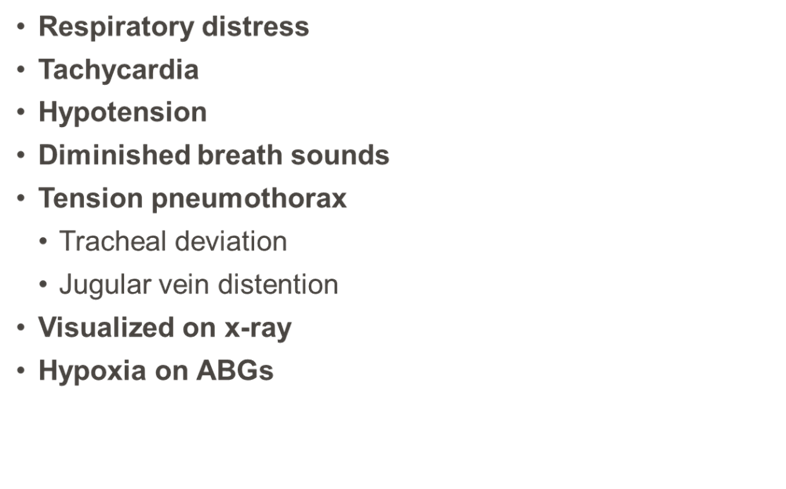 • Respiratory distress
• Tachycardia
• Hypotension
• Diminished breath sounds
• Tension pneumothorax
• Tracheal deviation
• Jugular vein distention
• Visualized on x-ray
• Hypoxia on ABGs